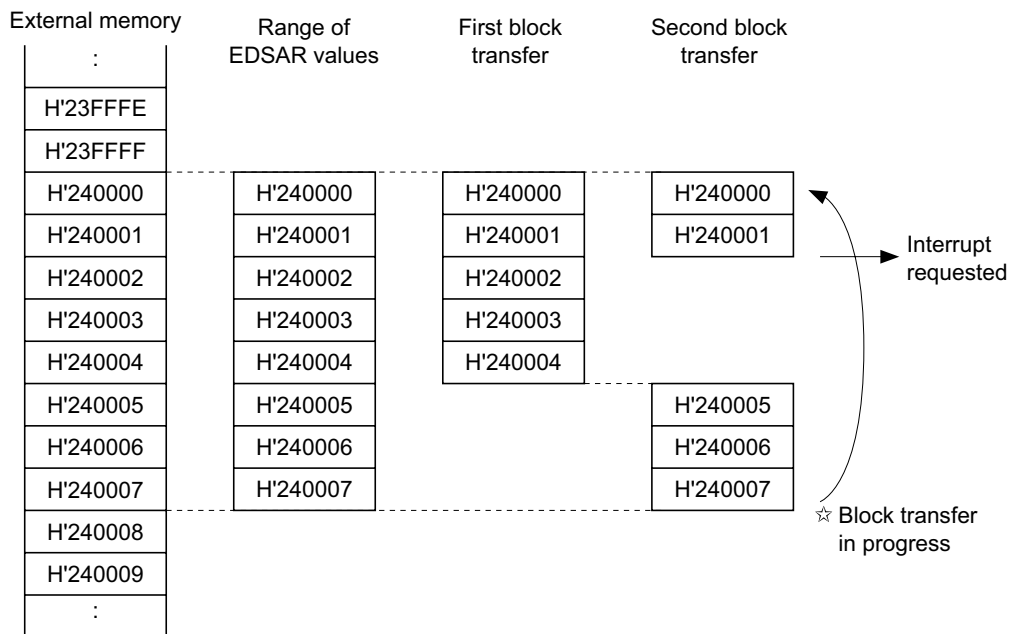 External memory
Range of
EDSAR values
First block
transfer
Second block
transfer
:
H'23FFFE
H'23FFFF
H'240000
H'240001
H'240002
H'240003
H'240004
H'240005
H'240006
H'240007
H'240008
H'240009
:
H'240000
H'240001
H'240002
H'240003
H'240004
H'240005
H'240006
H'240007
H'240000
H'240001
H'240002
H'240003
H'240004
H'240000
H'240001
H'240005
H'240006
H'240007
Interrupt
requested
☆ Block transfer
in progress